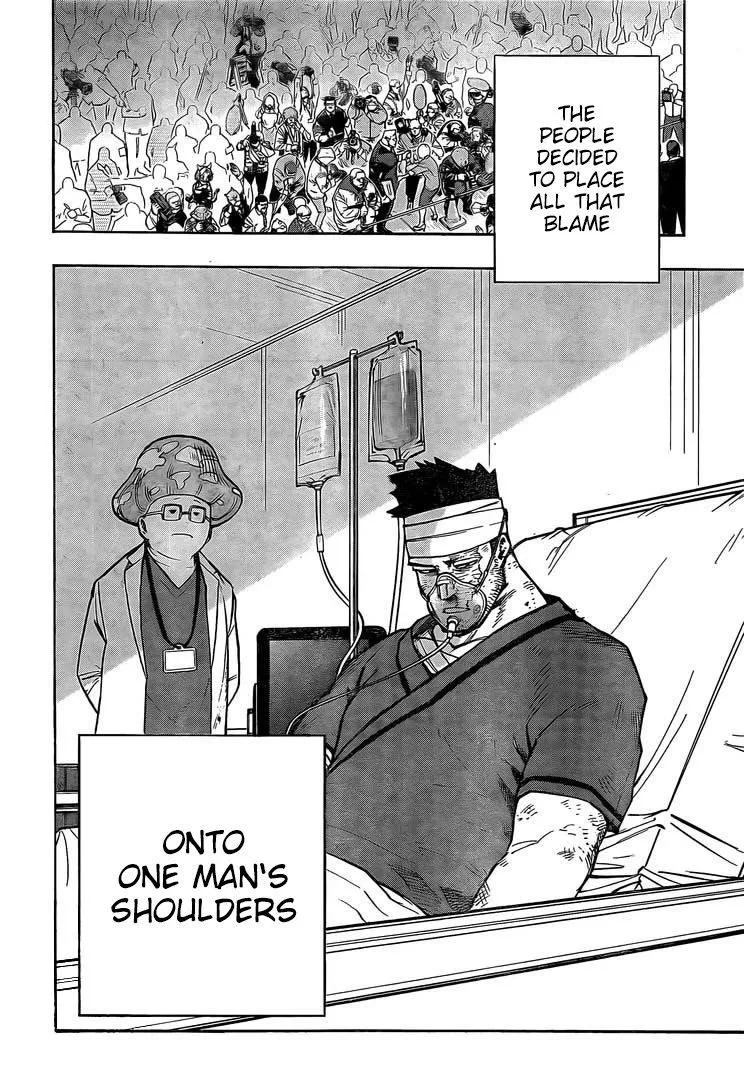 THE
PEOPLE
DECIDED
TO PLACE
ALL THAT
BLAME
ONTO
ONE MAN'S
SHOULDERS